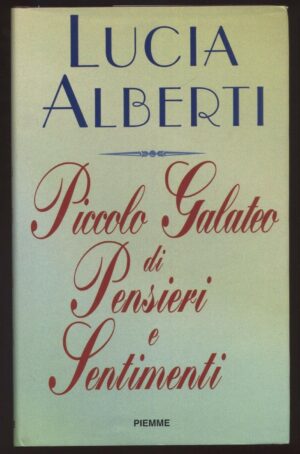 LUCIA
ALBERTI
Piccolo Galateo
di
Pensieri
e
Sentimenti
PIEMME